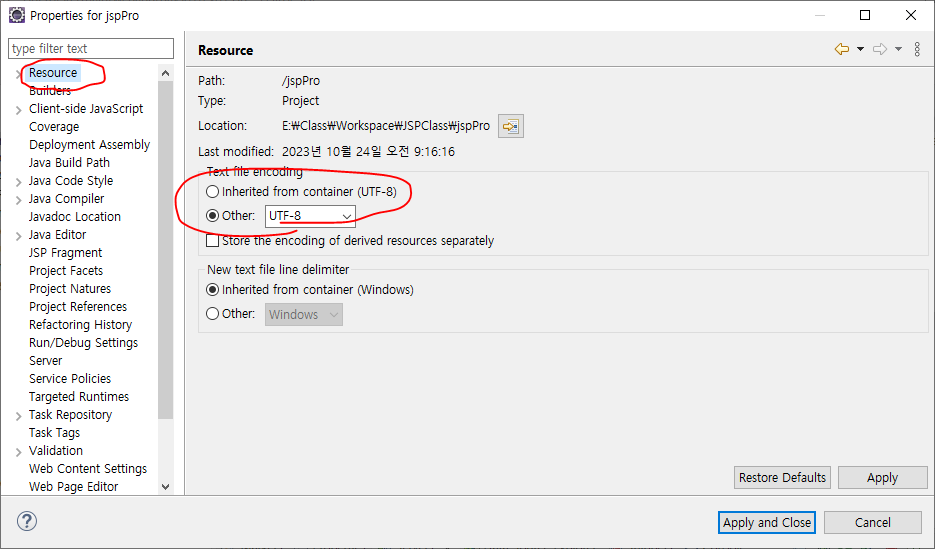 Properties for jspPro
type filter text
Resource
Builders
Client-side JavaScript
Coverage
Deployment Assembly
Java Build Path
Java Code Style
Java Compiler
Javadoc Location
Java Editor
JSP Fragment
Project Facets
Project Natures
Project References
Refactoring History
Run/Debug Settings
Server
Service Policies
Targeted Runtimes
Task Repository
Task Tags
Validation
Web Content Settings
Web Page Editor
Resource
Path: /jspPro
Type: Project
Location: E:₩Class₩Workspace₩JSPClass₩jspPro
Last modified: 2023년 10월 24일 오전 9:16:16
Text file encoding
Inherited from container (UTF-8)
Other: UTF-8
Store the encoding of derived resources separately
New text file line delimiter
Inherited from container (Windows)
Other: Windows
Restore Defaults Apply
? Apply and Close Cancel